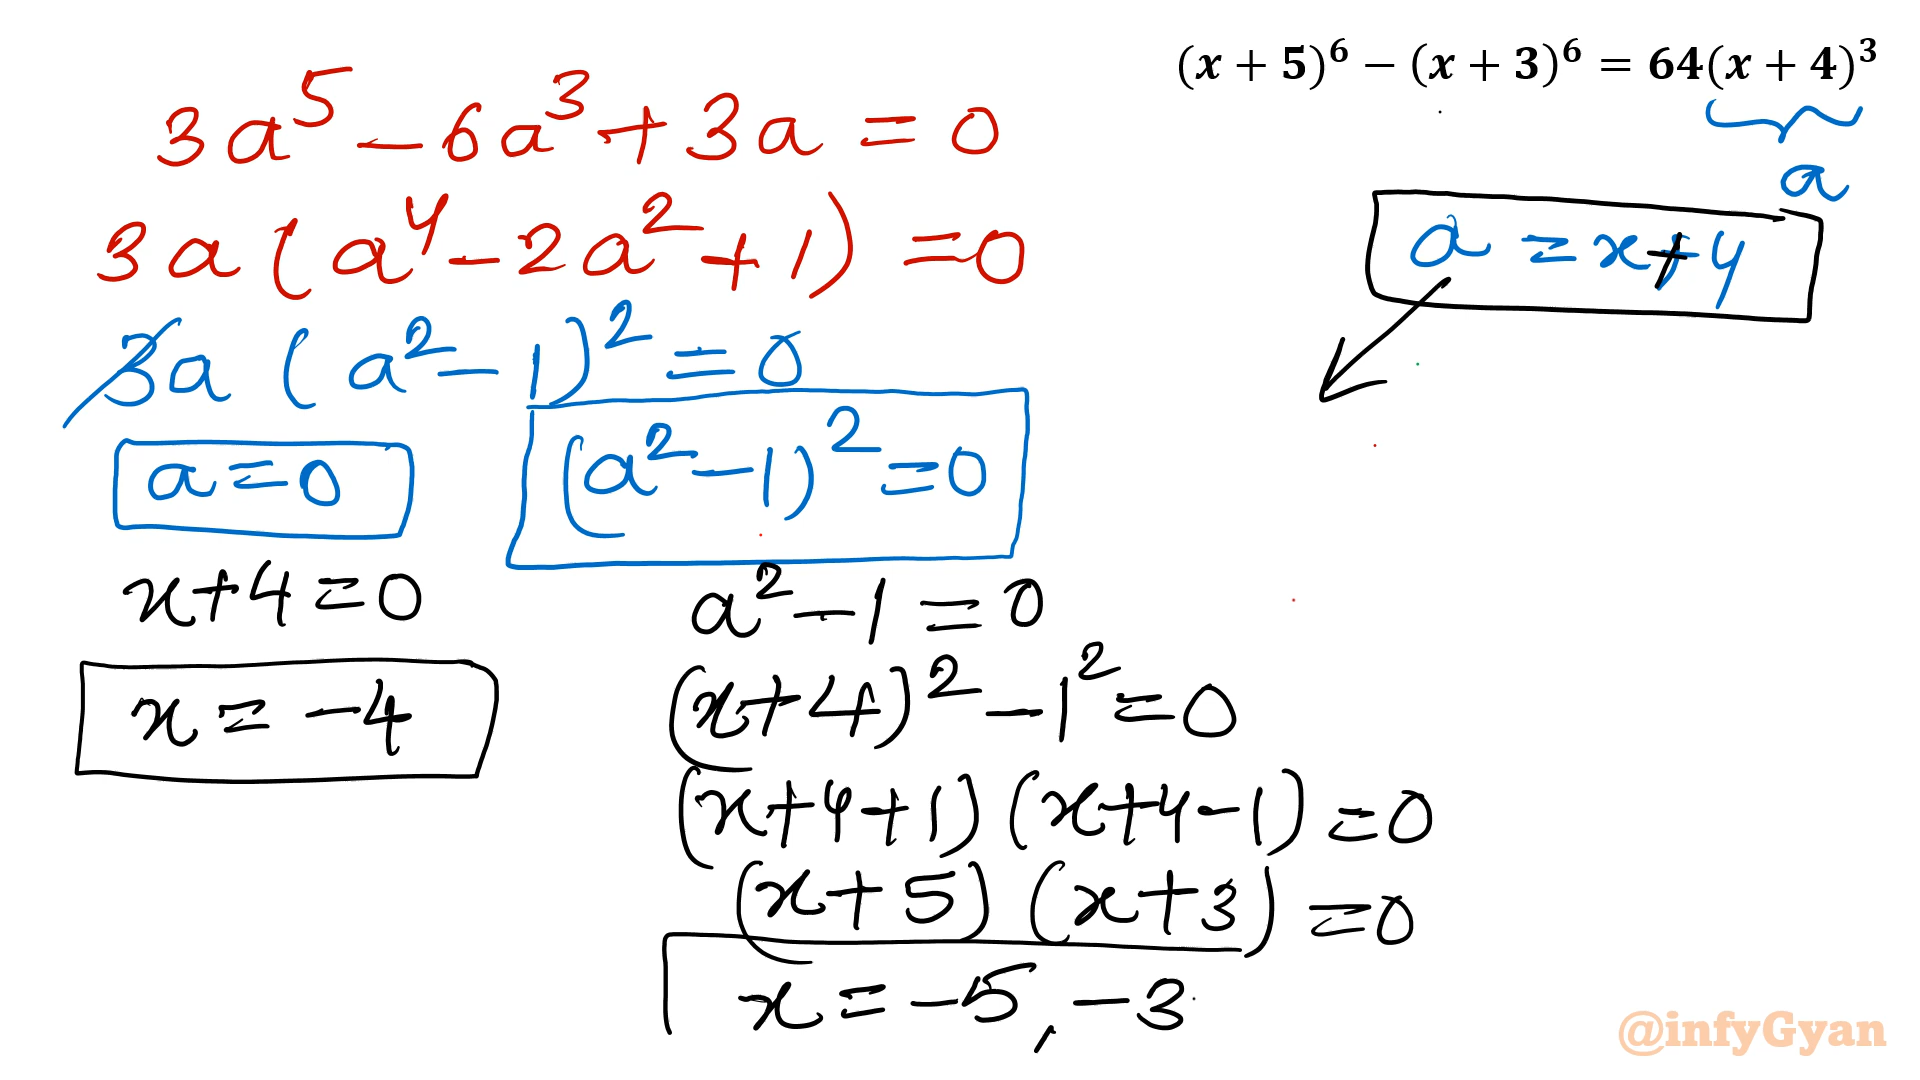 (x + 5)⁶ − (x + 3)⁶ = 64(x + 4)³
a
a = x + 4
3a⁵ − 6a³ + 3a = 0
3a(a⁴ − 2a² + 1) = 0
3a(a² − 1)² = 0
a = 0
(a² − 1)² = 0
x + 4 = 0
x = −4
a² − 1 = 0
(x + 4)² − 1² = 0
(x + 4 + 1)(x + 4 − 1) = 0
(x + 5)(x + 3) = 0
x = −5, −3
@infyGyan